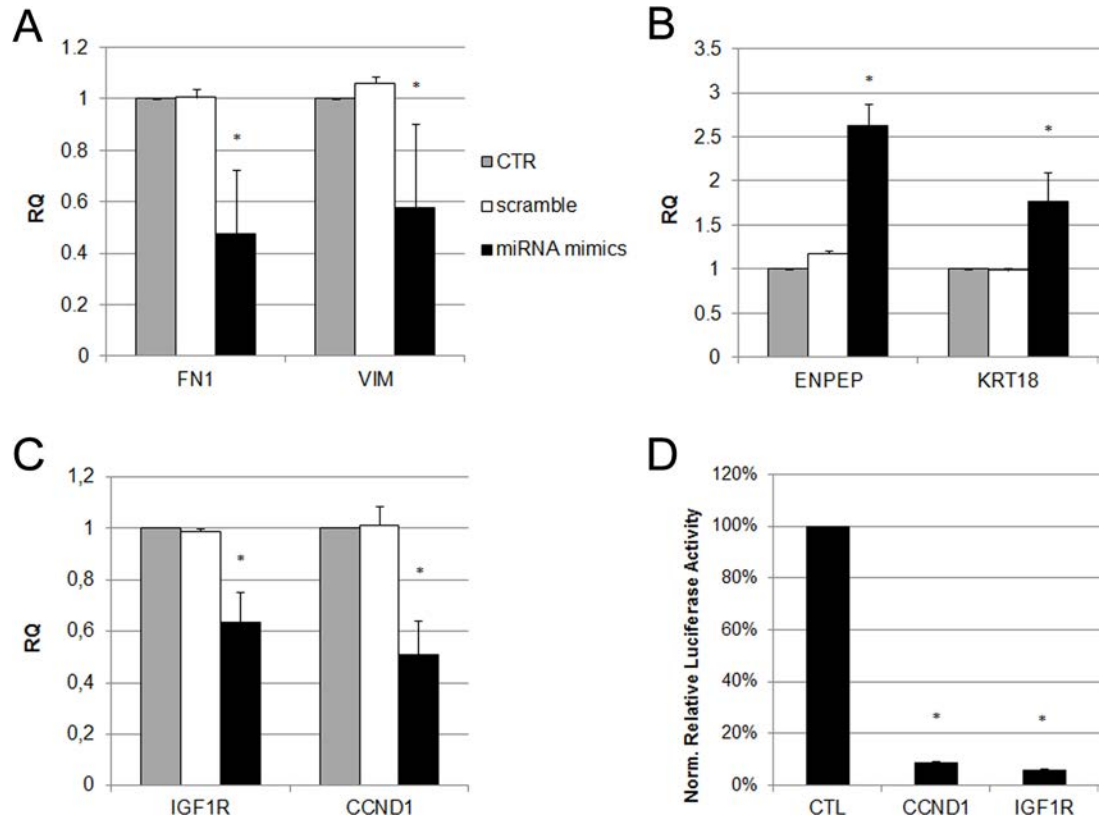 A
1,2
1
0.8
0.6
0.4
0.2
0
RQ
FN1 VIM
CTR
scramble
miRNA mimics
B
3.5
3
2.5
2
1.5
1
0.5
0
RQ
ENPEP KRT18
* *
* *
C
1,2
1
0,8
0,6
0,4
0,2
0
RQ
IGF1R CCND1
* *
D
120%
100%
80%
60%
40%
20%
0%
Norm. Relative Luciferase Activity
CTL CCND1 IGF1R
* *